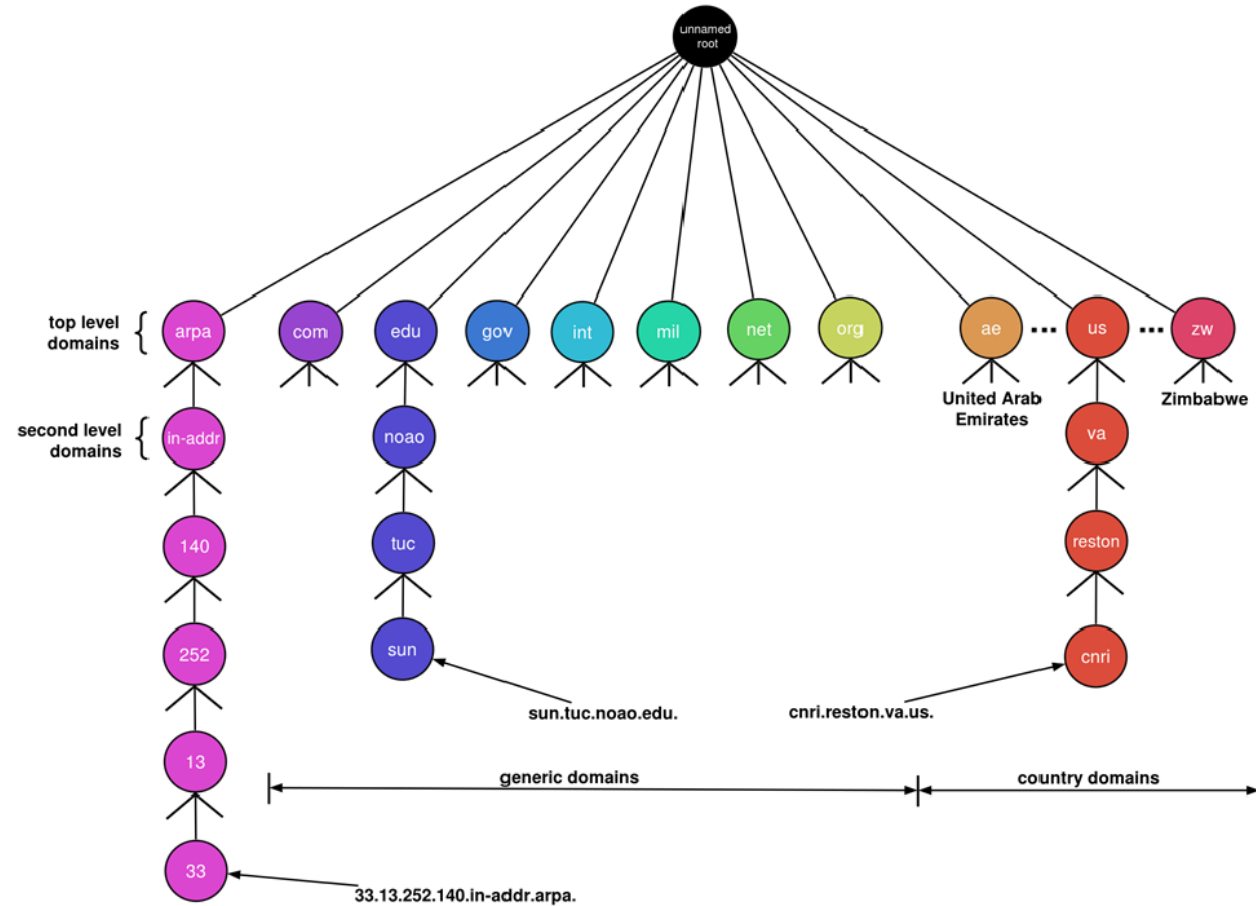 unnamed
root
top level
domains
arpa
com
edu
gov
int
mil
net
org
ae
us
zw
United Arab
Emirates
Zimbabwe
second level
domains
in-addr
noao
va
140
tuc
reston
252
sun
cnri
sun.tuc.noao.edu.
cnri.reston.va.us.
13
generic domains
country domains
33
33.13.252.140.in-addr.arpa.